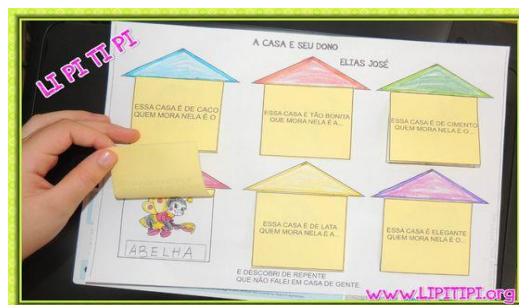 LI PI TI PI
A CASA E SEU DONO
ELIAS JOSÉ
ESSA CASA É DE CACO
QUEM MORA NELA É O
ESSA CASA É TÃO BONITA
QUE MORA NELA É A...
ESSA CASA É DE CIMENTO
QUEM MORA NELA É O...
ABELHA
ESSA CASA É DE LATA
QUEM MORA NELA É A...
ESSA CASA É ELEGANTE
QUEM MORA NELA É O...
E DESCOBRI DE REPENTE
QUE NÃO FALEI EM CASA DE GENTE.
www.LIPITIPI.org